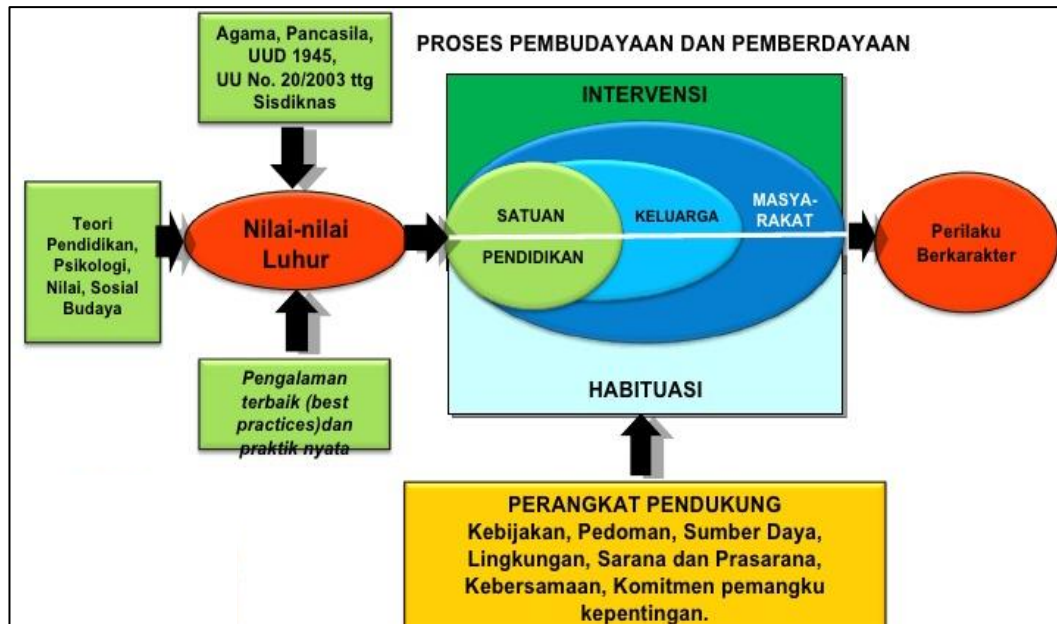 Agama, Pancasila,
UUD 1945,
UU No. 20/2003 ttg
Sisdiknas
PROSES PEMBUDAYAAN DAN PEMBERDAYAAN
Teori
Pendidikan,
Psikologi,
Nilai, Sosial
Budaya
Nilai-nilai
Luhur
Pengalaman
terbaik (best
practices)dan
praktik nyata
INTERVENSI
SATUAN
PENDIDIKAN
KELUARGA
MASYA-
RAKAT
HABITUASI
Perilaku
Berkarakter
PERANGKAT PENDUKUNG
Kebijakan, Pedoman, Sumber Daya,
Lingkungan, Sarana dan Prasarana,
Kebersamaan, Komitmen pemangku
kepentingan.